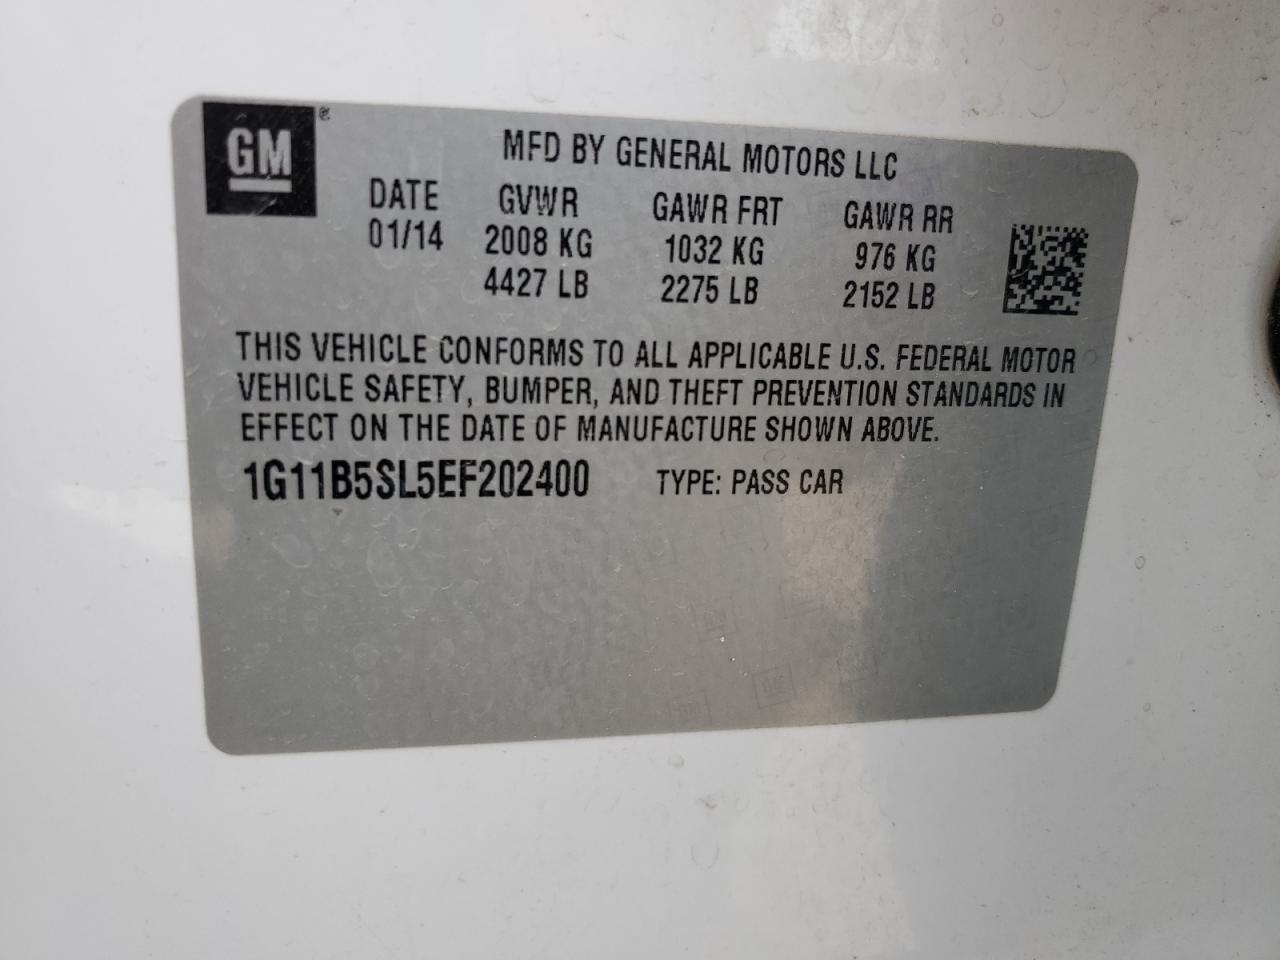 GM®
MFD BY GENERAL MOTORS LLC
DATE GVWR GAWR FRT GAWR RR
01/14 2008 KG 1032 KG 976 KG
4427 LB 2275 LB 2152 LB
THIS VEHICLE CONFORMS TO ALL APPLICABLE U.S. FEDERAL MOTOR
VEHICLE SAFETY, BUMPER, AND THEFT PREVENTION STANDARDS IN
EFFECT ON THE DATE OF MANUFACTURE SHOWN ABOVE.
1G11B5SL5EF202400 TYPE: PASS CAR